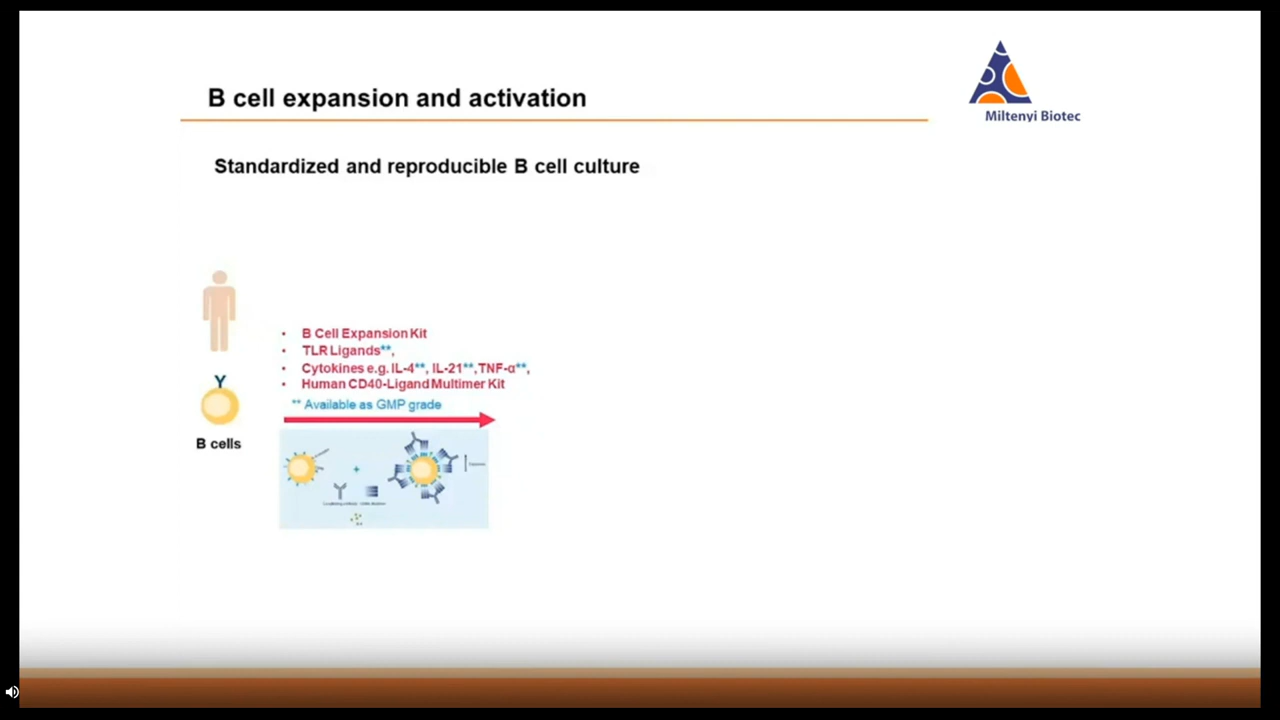 B cell expansion and activation
Miltenyi Biotec
Standardized and reproducible B cell culture
• B Cell Expansion Kit
• TLR Ligands**,
• Cytokines e.g. IL-4**, IL-21**,TNF-α**,
• Human CD40-Ligand Multimer Kit
** Available as GMP grade
B cells